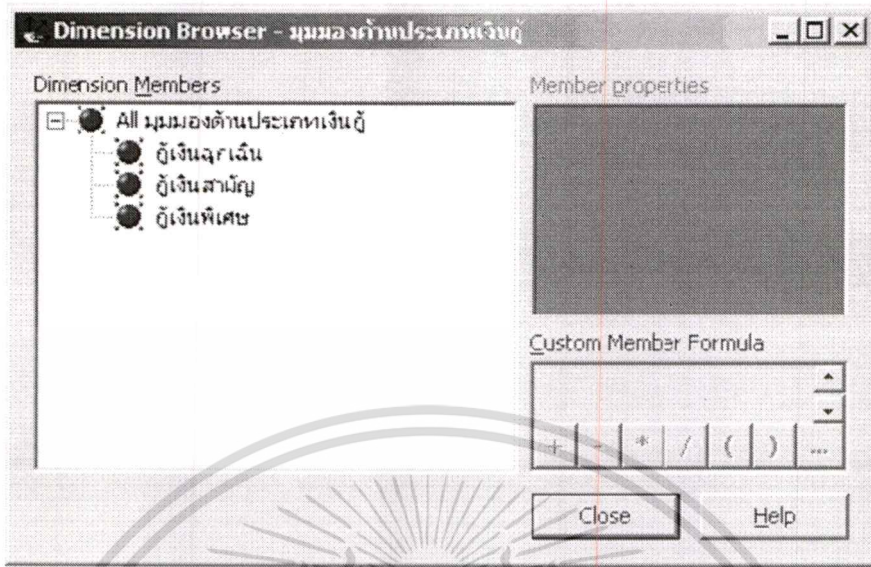 Dimension Browser - มุมมองด้านประเภทเงินกู้
Dimension Members
All มุมมองด้านประเภทเงินกู้
กู้เงินฉุกเฉิน
กู้เงินสามัญ
กู้เงินพิเศษ
Member properties
Custom Member Formula
+ - * / ( ) ...
Close Help